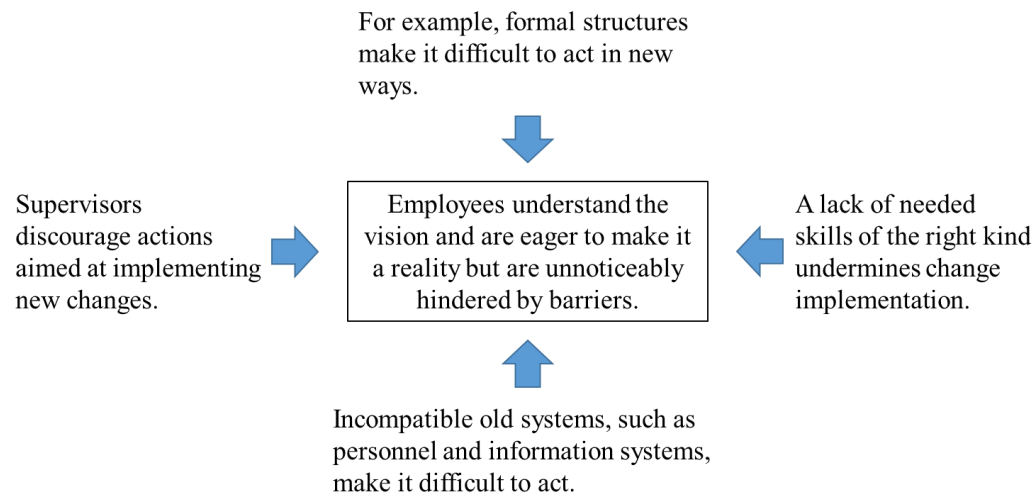 For example, formal structures
make it difficult to act in new
ways.
Supervisors
discourage actions
aimed at implementing
new changes.
Employees understand the
vision and are eager to make it
a reality but are unnoticeably
hindered by barriers.
A lack of needed
skills of the right kind
undermines change
implementation.
Incompatible old systems, such as
personnel and information systems,
make it difficult to act.